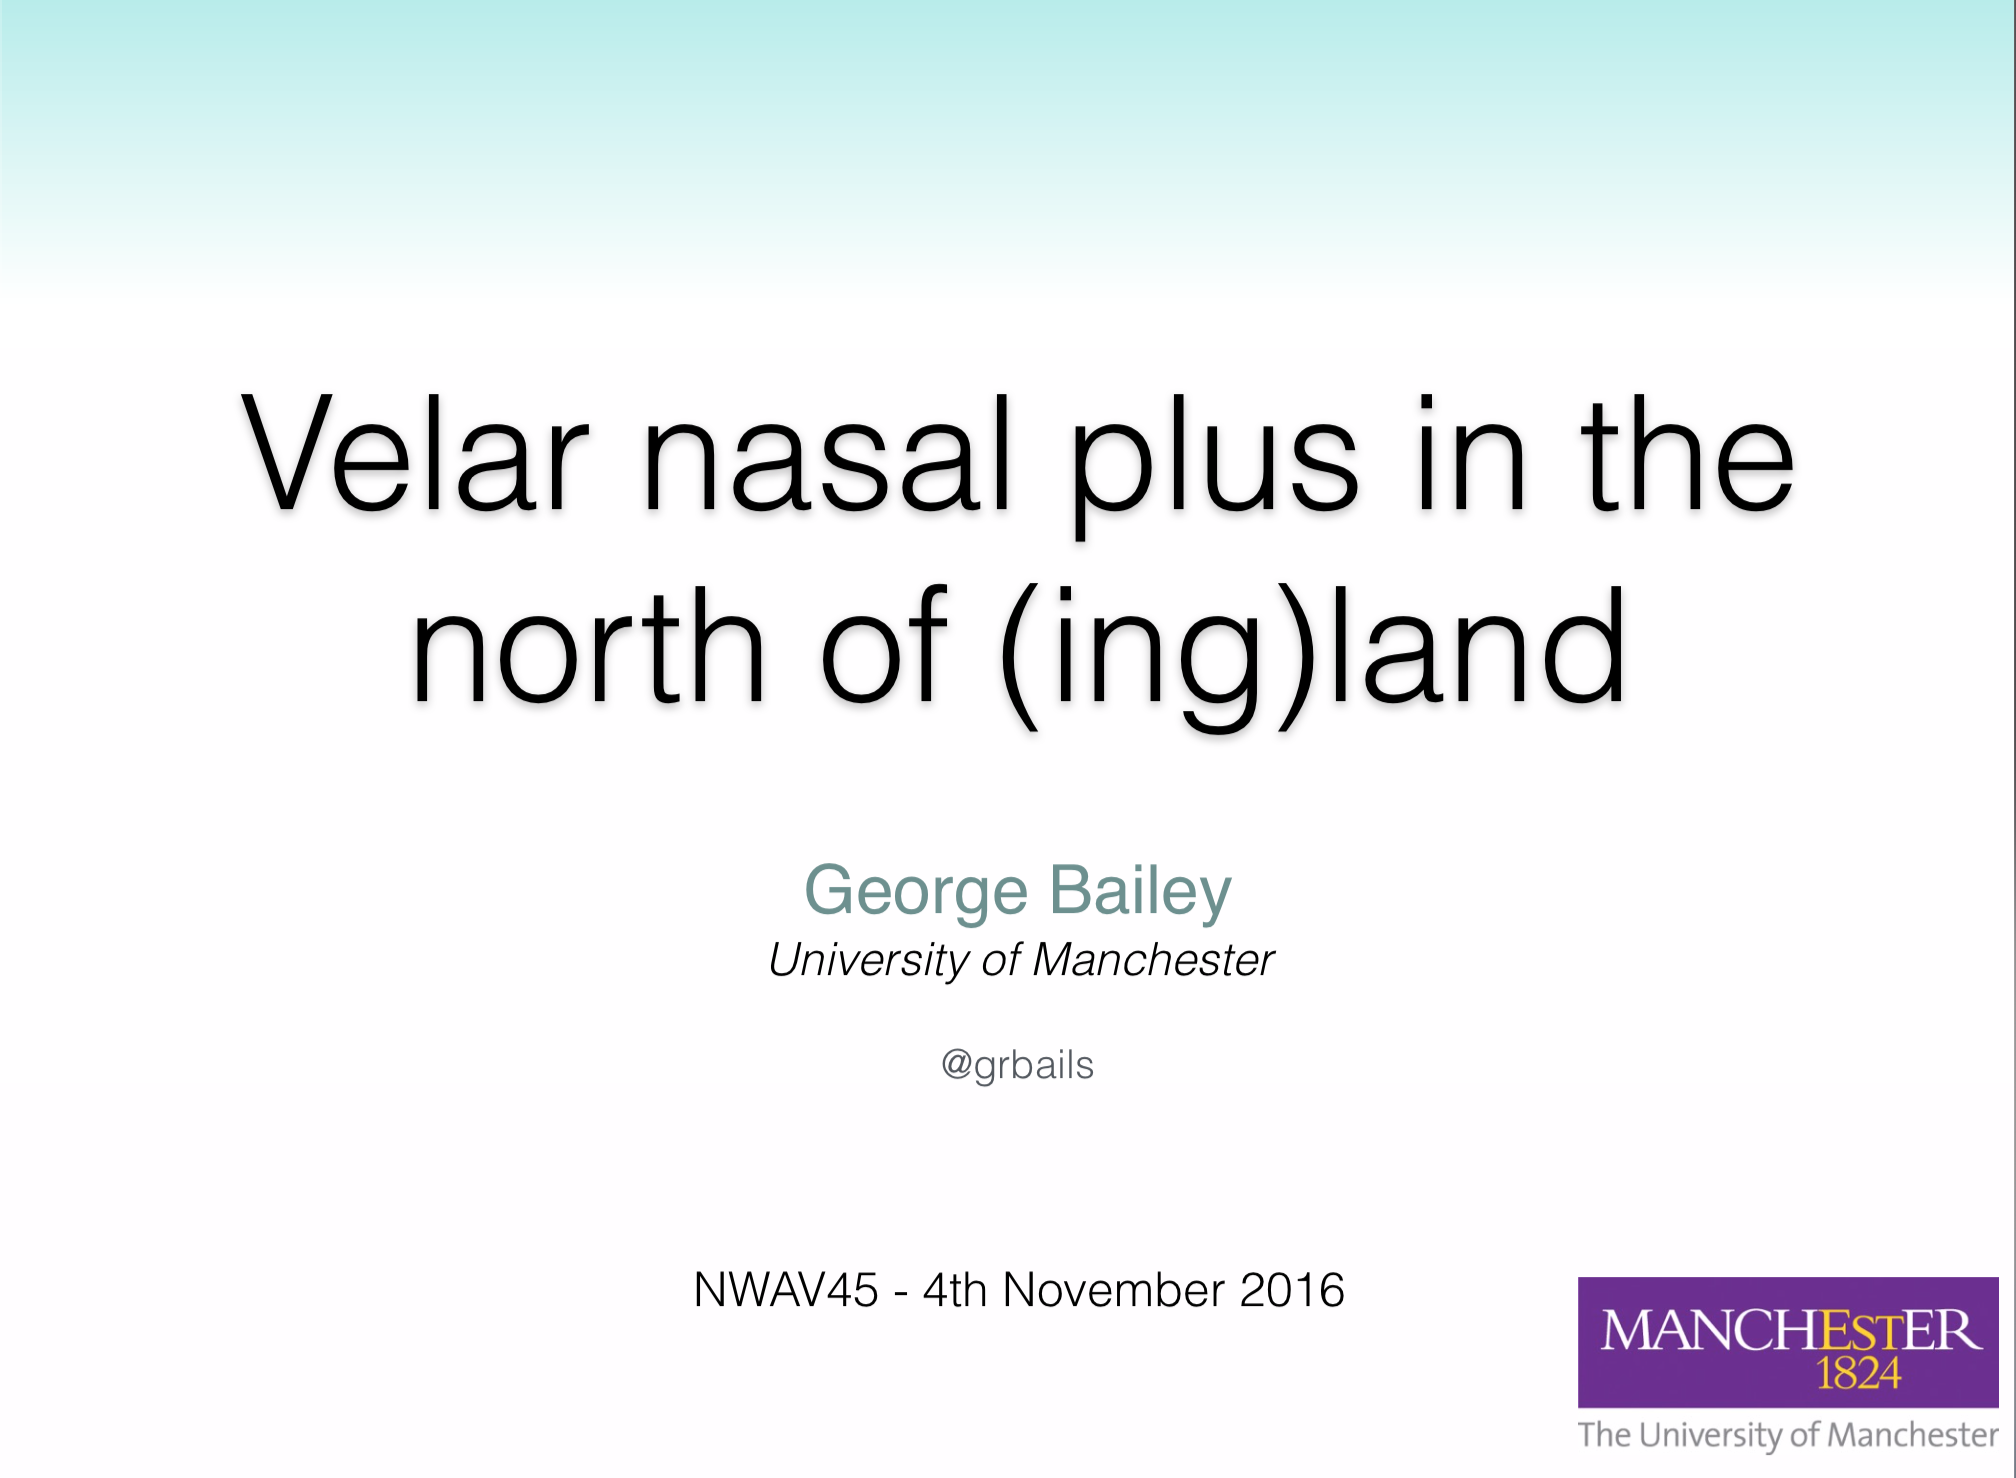 Velar nasal plus in the
north of (ing)land
George Bailey
University of Manchester
@grbails
NWAV45 - 4th November 2016
MANCHEsTER
1824
The University of Manchester